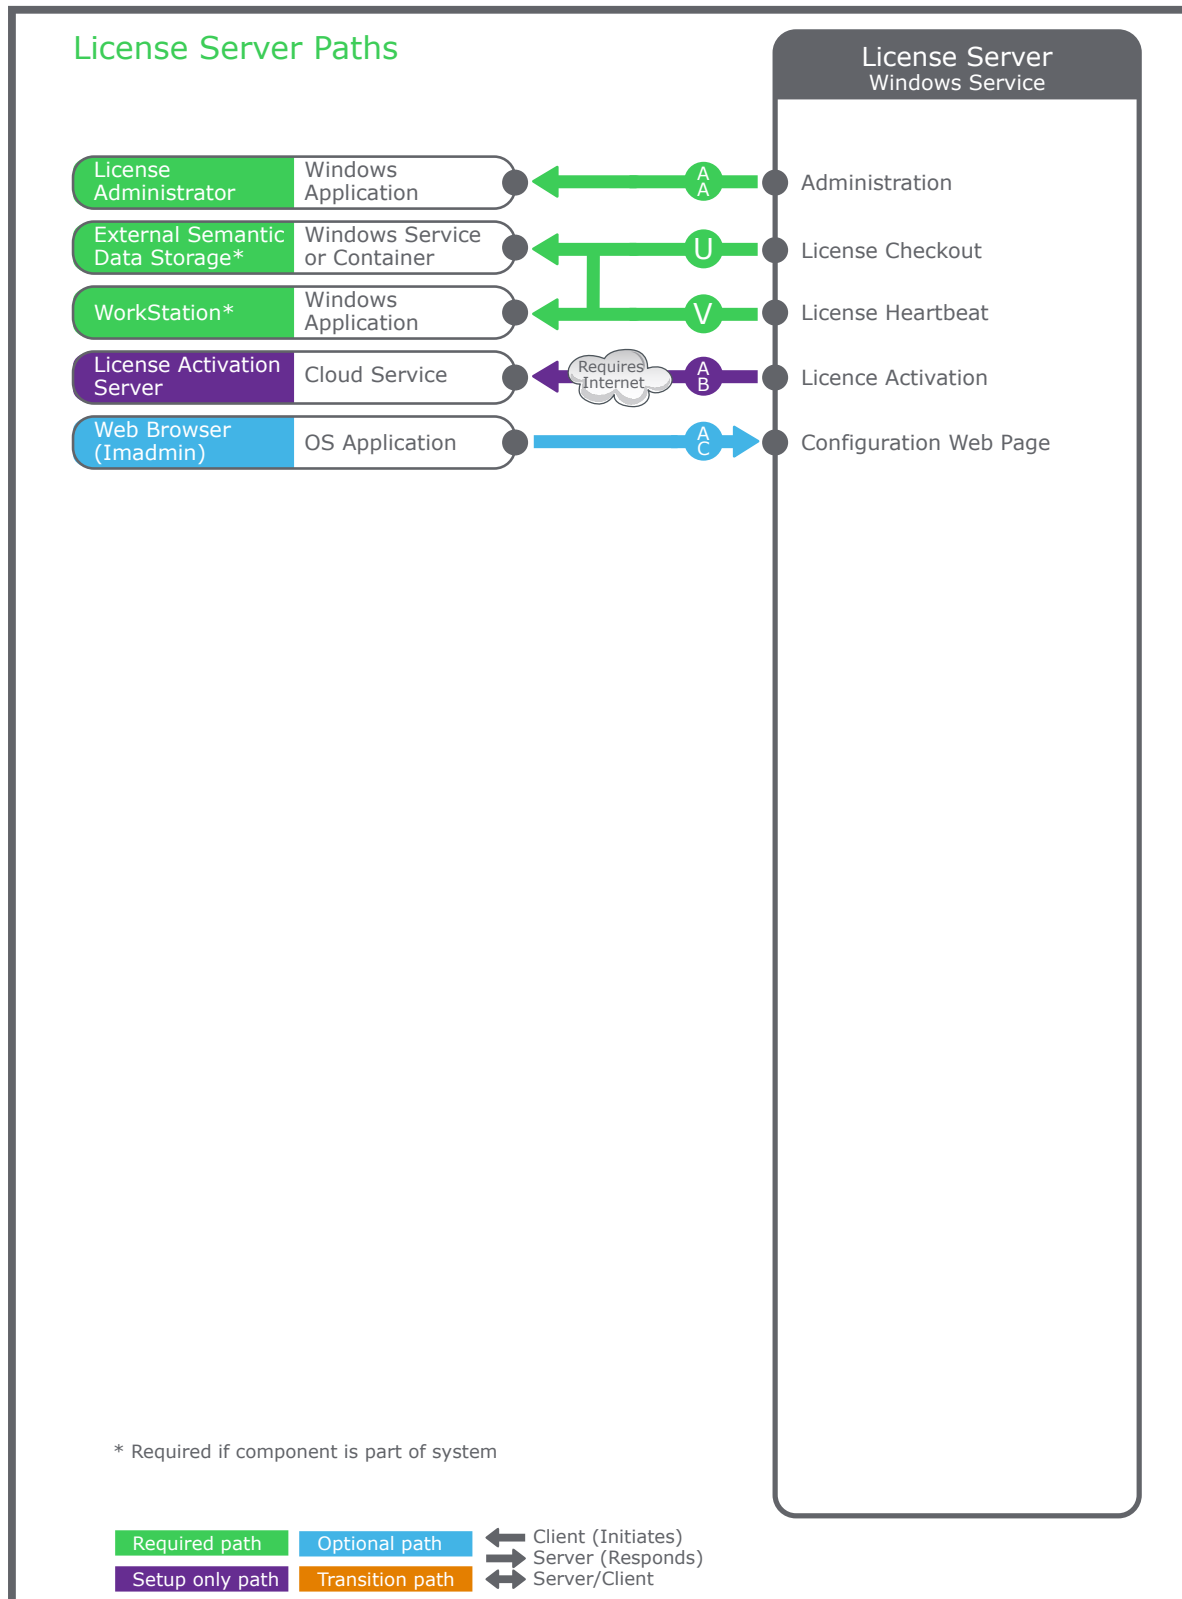 License Server Paths
License Server
Windows Service
License
Administrator
Windows
Application
A
A
Administration
External Semantic
Data Storage*
Windows Service
or Container
U
License Checkout
WorkStation*
Windows
Application
V
License Heartbeat
License Activation
Server
Cloud Service
Requires
Internet
A
B
Licence Activation
Web Browser
(Imadmin)
OS Application
A
C
Configuration Web Page
* Required if component is part of system
Required path
Optional path
Client (Initiates)
Server (Responds)
Setup only path
Transition path
Server/Client